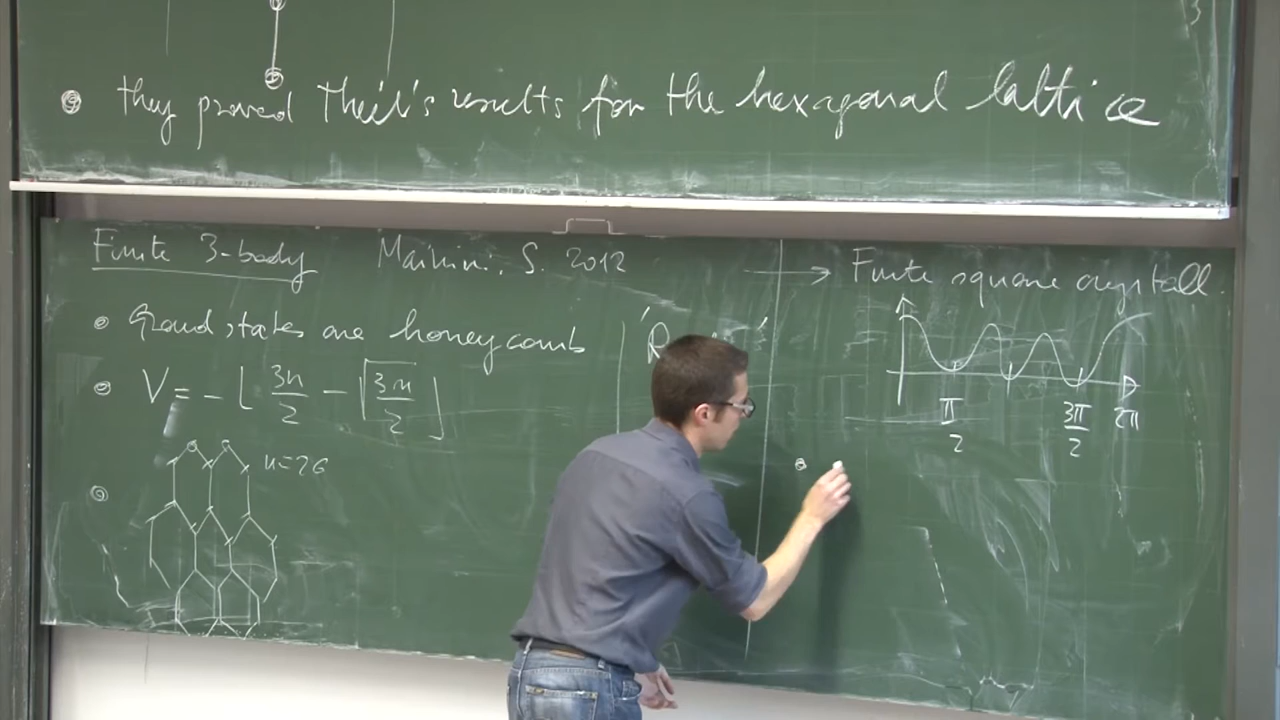 they proved Theil's results for the hexagonal lattice
Finite 3-body Mainini, S. 2012
Ground states are honeycomb
V = - ⌊ 3n/2 - √3n/2 ⌋
n=26
→ Finite square crystall.
π/2 3π/2 2π